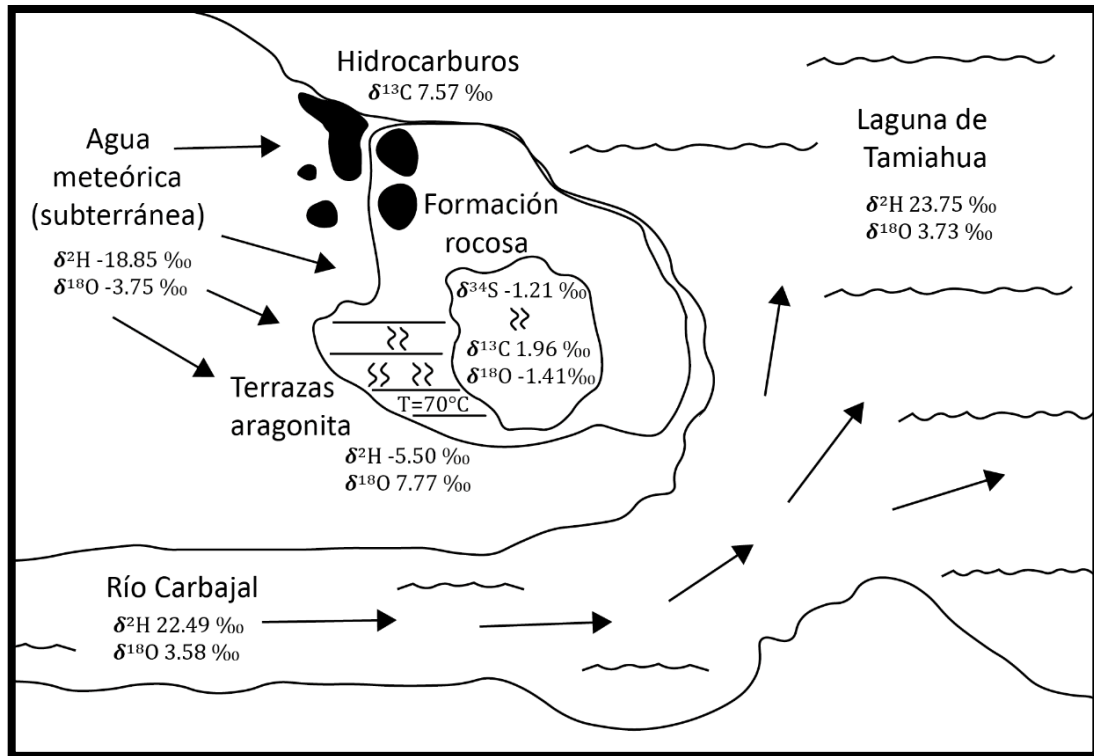 Hidrocarburos
δ¹³C 7.57 ‰
Agua
meteórica
(subterránea)
δ²H -18.85 ‰
δ¹⁸O -3.75 ‰
Laguna de
Tamiahua
δ²H 23.75 ‰
δ¹⁸O 3.73 ‰
Formación
rocosa
δ³⁴S -1.21 ‰
δ¹³C 1.96 ‰
δ¹⁸O -1.41‰
T=70°C
Terrazas
aragonita
δ²H -5.50 ‰
δ¹⁸O 7.77 ‰
Río Carbajal
δ²H 22.49 ‰
δ¹⁸O 3.58 ‰